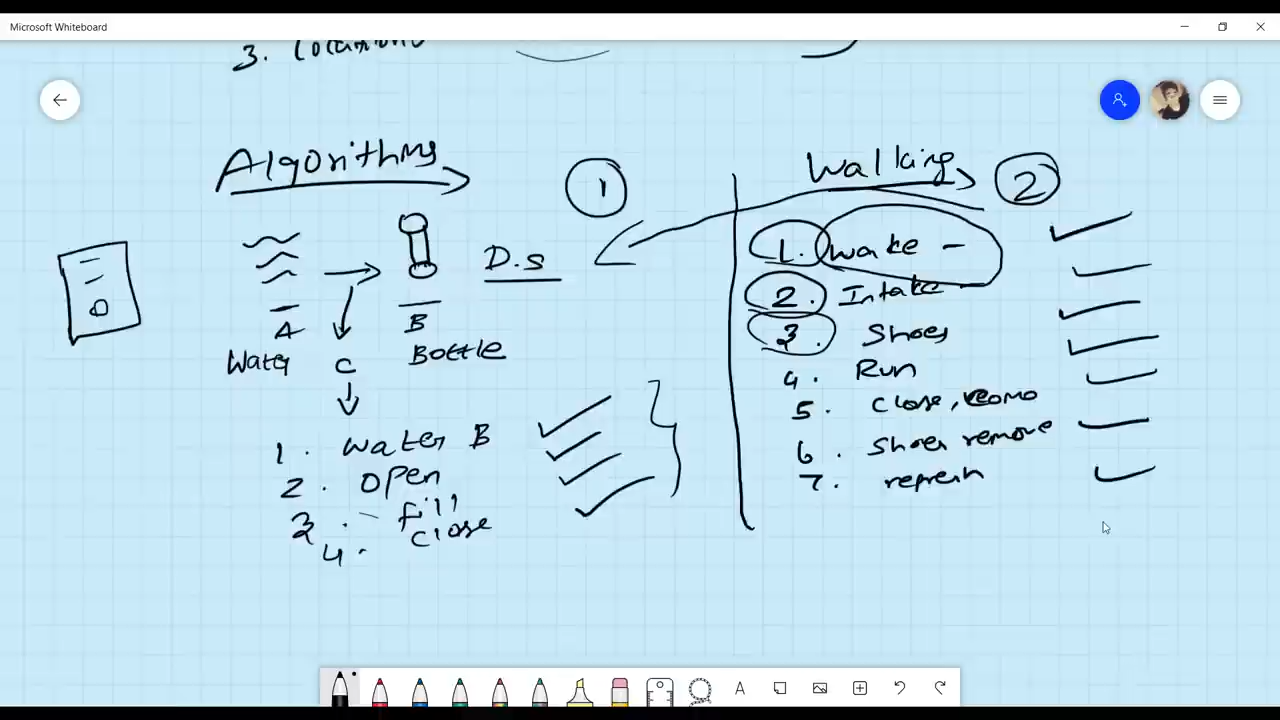 Microsoft Whiteboard
3.
Algorithms
1
D.s
A
B
Water
C
Bottle
1. Water B
2. Open
3. fill
4. Close
Walking
2
1. Wake -
2. Intake -
3. Shoes
4. Run
5. Close,
6. Shoes remove
7. refresh
A